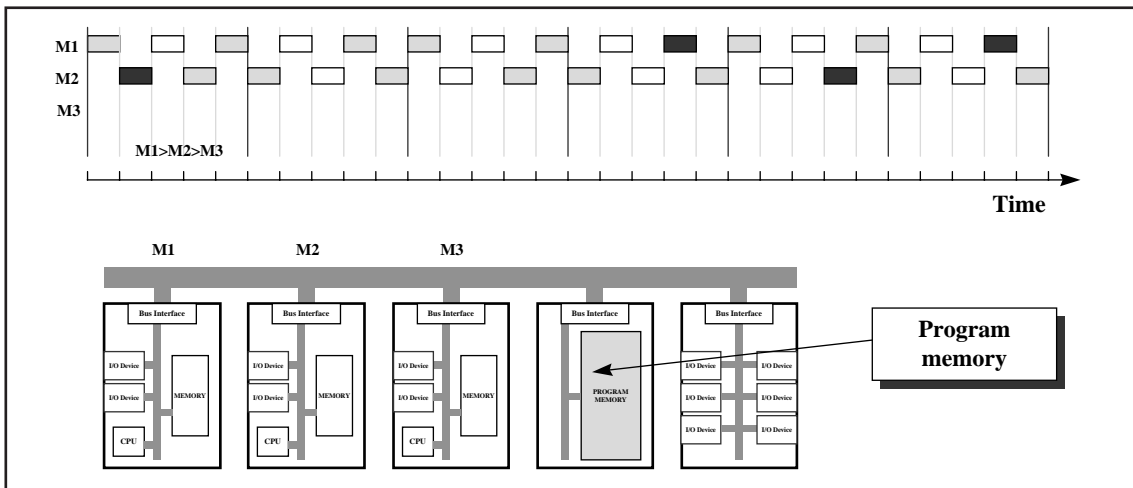 M1
M2
M3
M1>M2>M3
Time
M1 M2 M3
Bus Interface Bus Interface Bus Interface Bus Interface Bus Interface
Program
memory
I/O Device I/O Device I/O Device I/O Device I/O Device
I/O Device I/O Device I/O Device I/O Device I/O Device
MEMORY MEMORY MEMORY
PROGRAM
MEMORY
I/O Device I/O Device
CPU CPU CPU